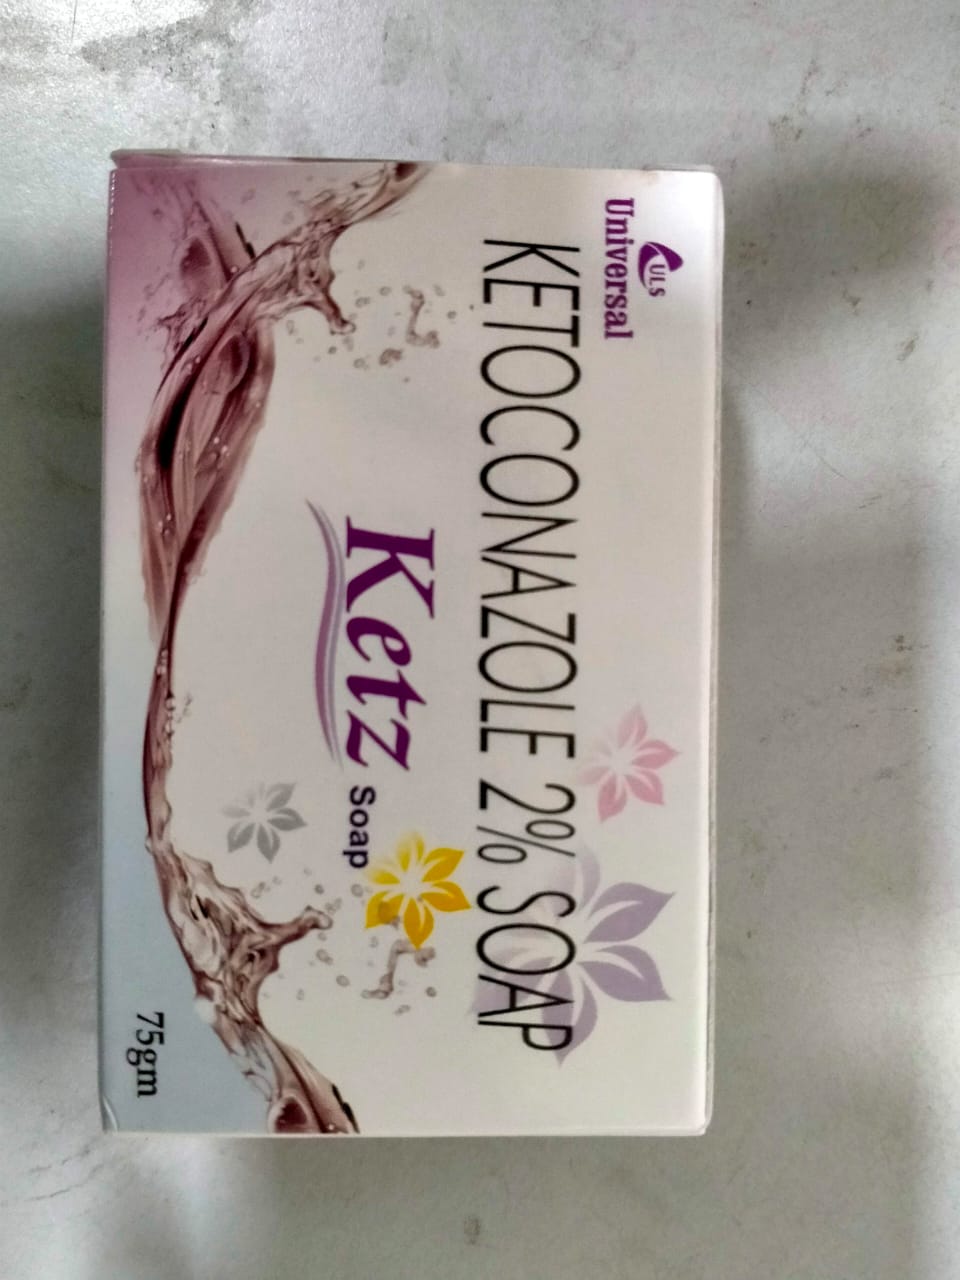 ULS
Universal
KETOCONAZOLE 2% SOAP
Ketz
Soap
75gm